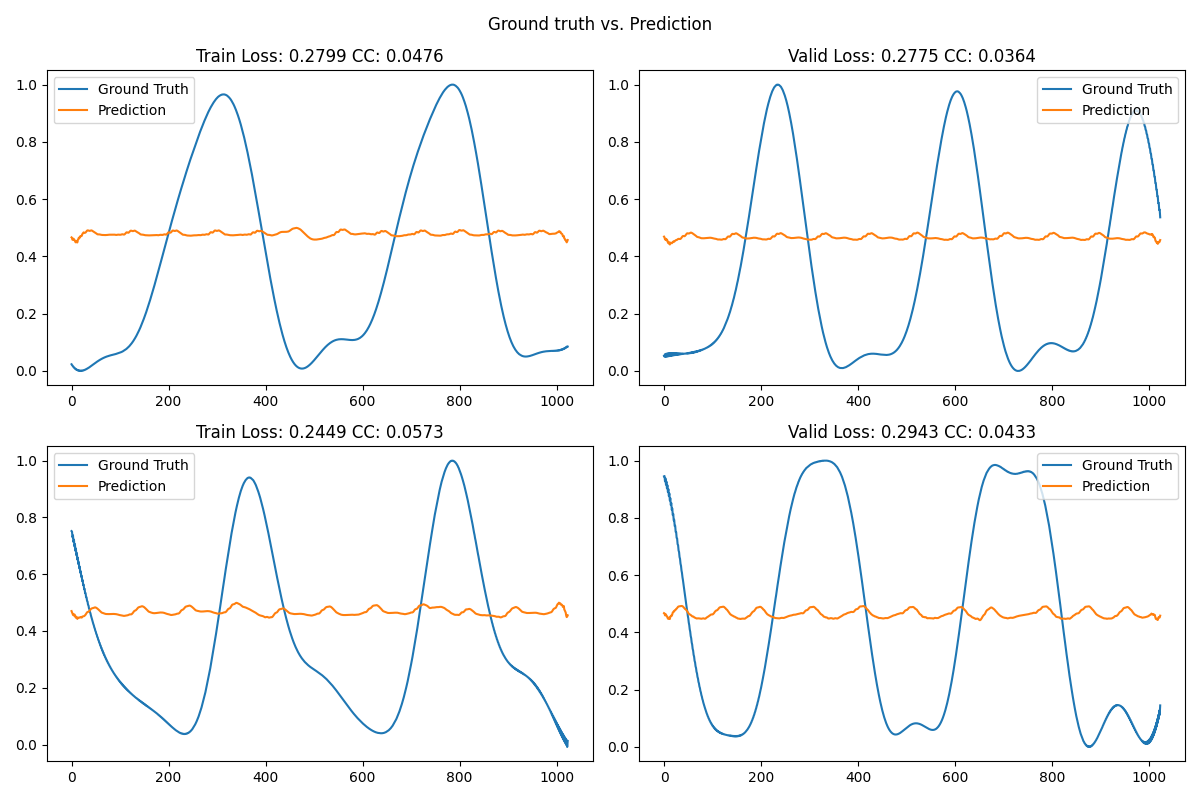 Ground truth vs. Prediction
Train Loss: 0.2799 CC: 0.0476
Ground Truth
Prediction
1.0
0.8
0.6
0.4
0.2
0.0
0 200 400 600 800 1000
Valid Loss: 0.2775 CC: 0.0364
Ground Truth
Prediction
1.0
0.8
0.6
0.4
0.2
0.0
0 200 400 600 800 1000
Train Loss: 0.2449 CC: 0.0573
Ground Truth
Prediction
1.0
0.8
0.6
0.4
0.2
0.0
0 200 400 600 800 1000
Valid Loss: 0.2943 CC: 0.0433
Ground Truth
Prediction
1.0
0.8
0.6
0.4
0.2
0.0
0 200 400 600 800 1000